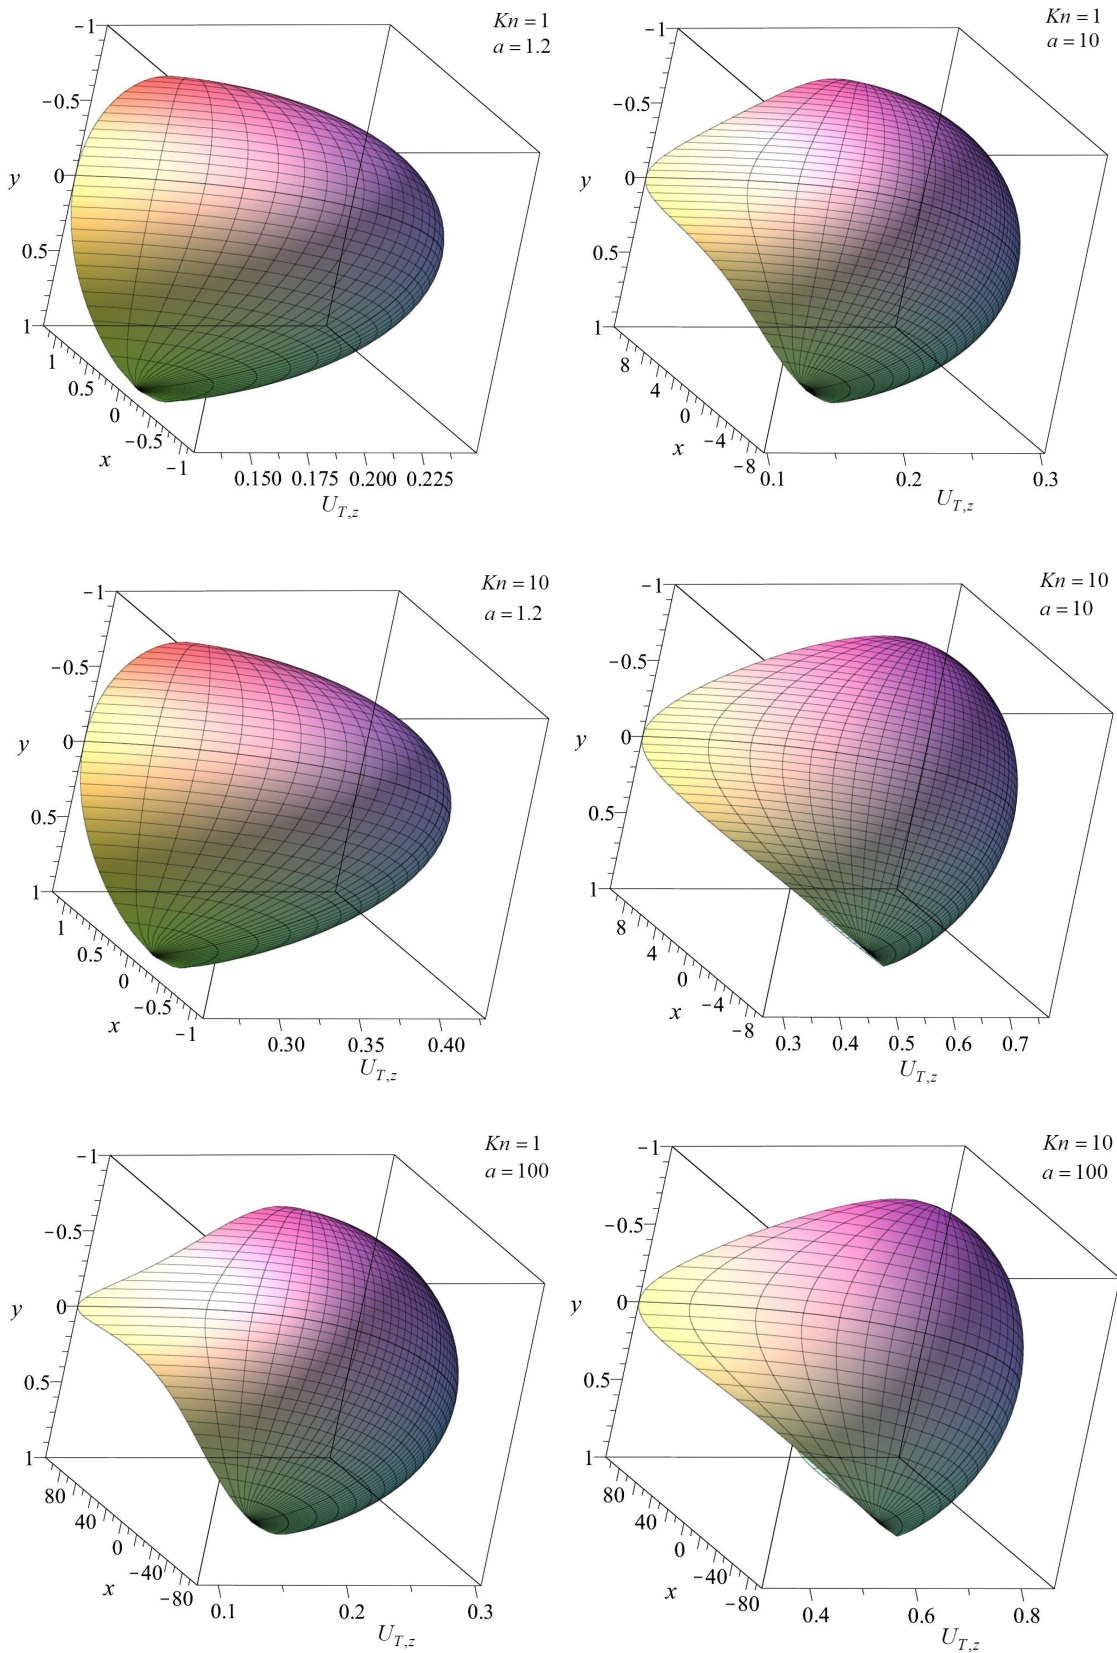 Kn = 1
a = 1.2
−1
−0.5
y
0
0.5
1
1
0.5
0
−0.5
−1
x
0.150 0.175 0.200 0.225
U_{T,z}
Kn = 1
a = 10
−1
−0.5
y
0
0.5
1
8
4
0
−4
−8
x
0.1 0.2 0.3
U_{T,z}
Kn = 10
a = 1.2
−1
−0.5
y
0
0.5
1
1
0.5
0
−0.5
−1
x
0.30 0.35 0.40
U_{T,z}
Kn = 10
a = 10
−1
−0.5
y
0
0.5
1
8
4
0
−4
−8
x
0.3 0.4 0.5 0.6 0.7
U_{T,z}
Kn = 1
a = 100
−1
−0.5
y
0
0.5
1
80
40
0
−40
−80
x
0.1 0.2 0.3
U_{T,z}
Kn = 10
a = 100
−1
−0.5
y
0
0.5
1
80
40
0
−40
−80
x
0.4 0.6 0.8
U_{T,z}